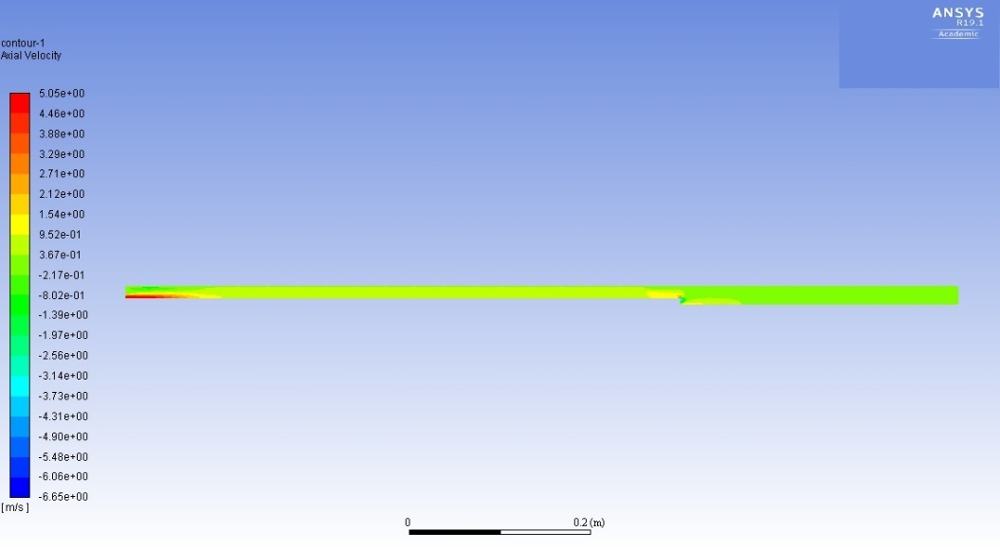 ANSYS
R19.1
Academic
contour-1
Axial Velocity
5.05e+00
4.46e+00
3.88e+00
3.29e+00
2.71e+00
2.12e+00
1.54e+00
9.52e-01
3.67e-01
-2.17e-01
-8.02e-01
-1.39e+00
-1.97e+00
-2.56e+00
-3.14e+00
-3.73e+00
-4.31e+00
-4.90e+00
-5.48e+00
-6.06e+00
-6.65e+00
[m/s ]
0 0.2 (m)